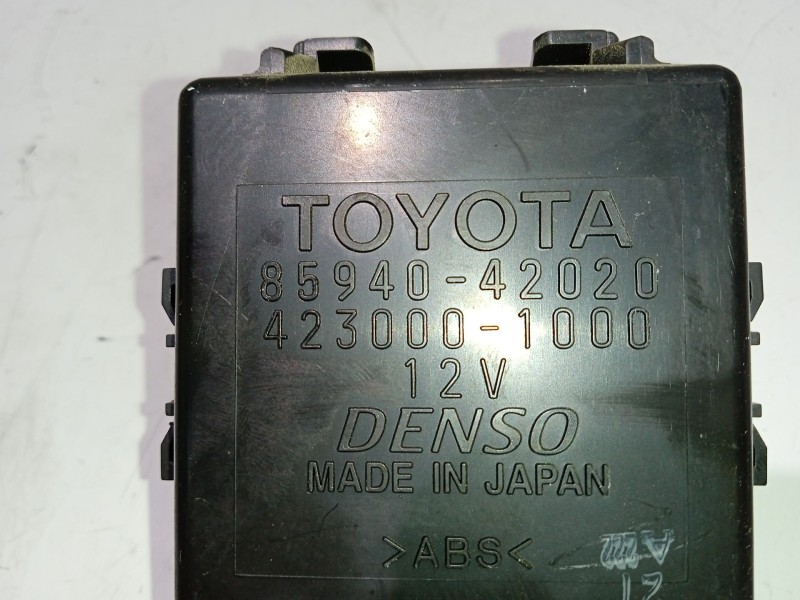 TOYOTA
85940-42020
423000-1000
12V
DENSO
MADE IN JAPAN
>ABS<